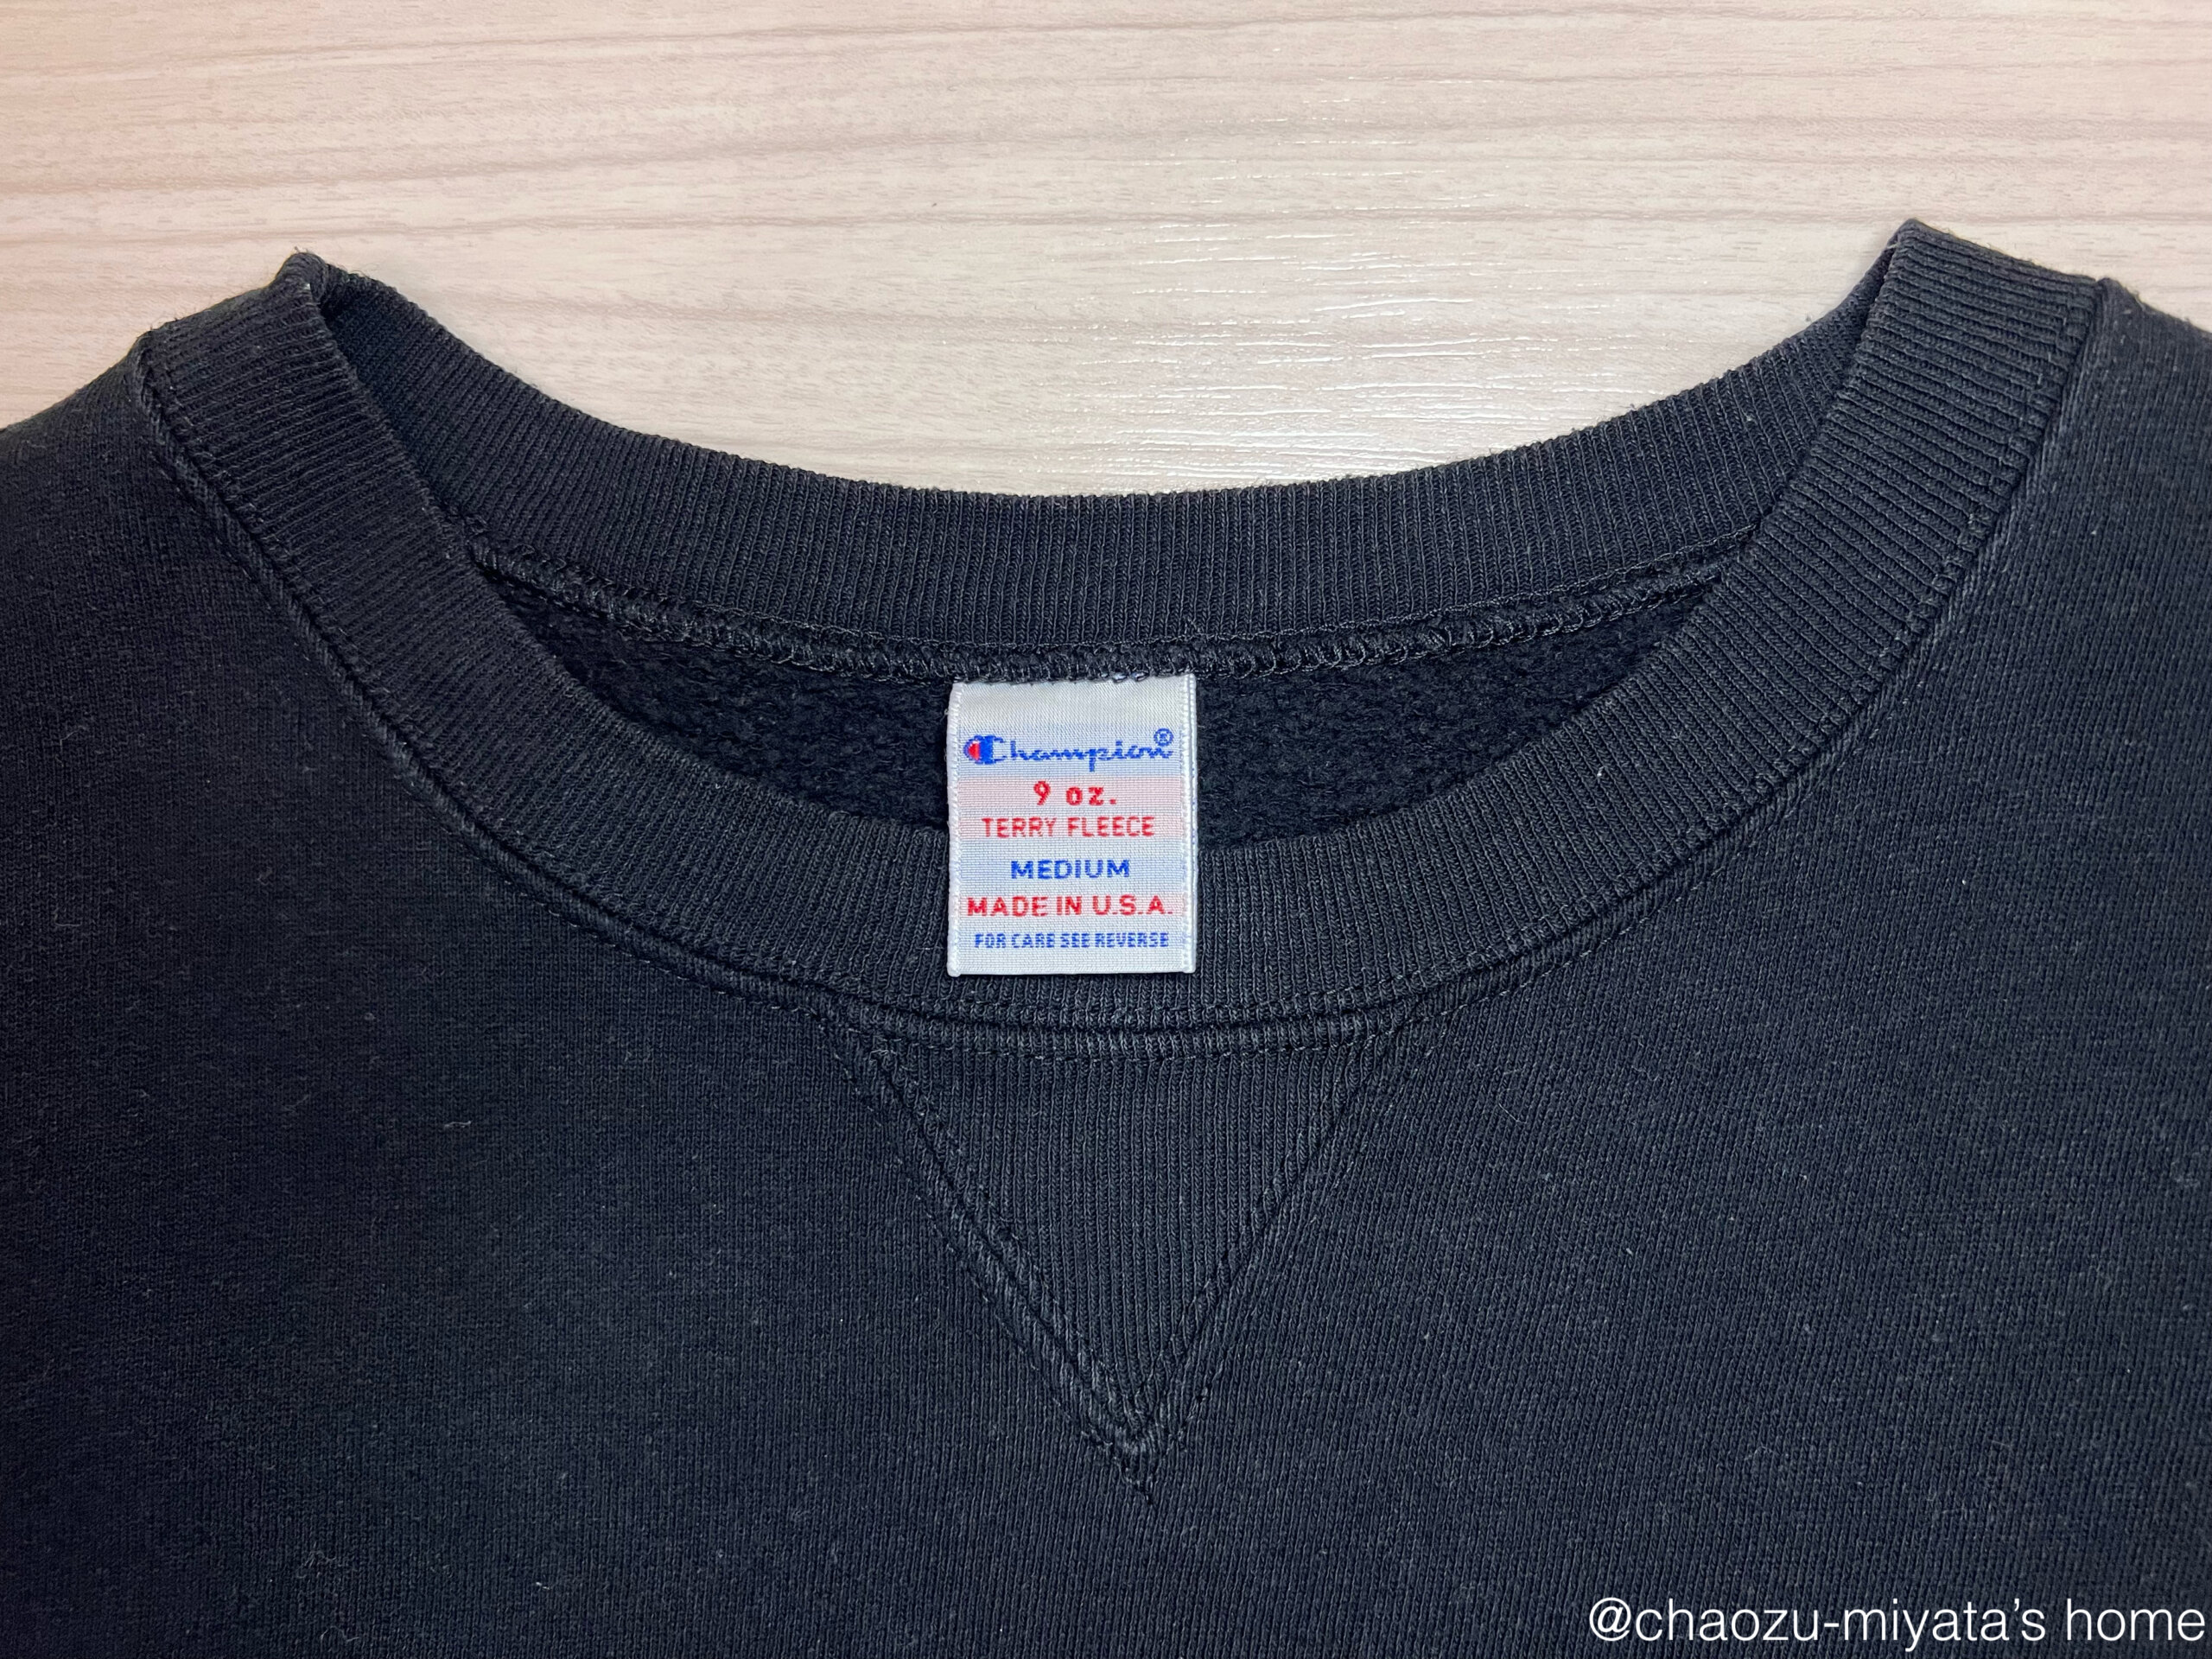 Champion®
9 oz.
TERRY FLEECE
MEDIUM
MADE IN U.S.A.
FOR CARE SEE REVERSE
@chaozu-miyata's home